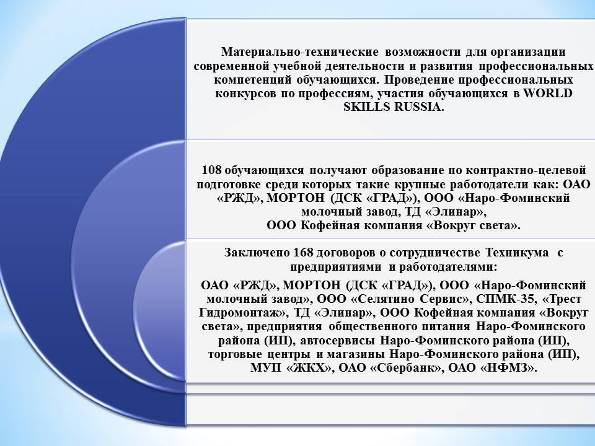 Материально-технические возможности для организации
современной учебной деятельности и развития профессиональных
компетенций обучающихся. Проведение профессиональных
конкурсов по профессиям, участия обучающихся в WORLD
SKILLS RUSSIA.
108 обучающихся получают образование по контрактно-целевой
подготовке среди которых такие крупные работодатели как: ОАО
«РЖД», МОРТОН (ДСК «ГРАД»), ООО «Наро-Фоминский
молочный завод, ТД «Элинар»,
ООО Кофейная компания «Вокруг света».
Заключено 168 договоров о сотрудничестве Техникума с
предприятиями и работодателями:
ОАО «РЖД», МОРТОН (ДСК «ГРАД»), ООО «Наро-Фоминский
молочный завод», ООО «Селятино Сервис», СПМК-35, «Трест
Гидромонтаж», ТД «Элинар», ООО Кофейная компания «Вокруг
света», предприятия общественного питания Наро-Фоминского
района (ИП), автосервисы Наро-Фоминского района (ИП),
торговые центры и магазины Наро-Фоминского района (ИП),
МУП «ЖКХ», ОАО «Сбербанк», ОАО «НФМЗ».